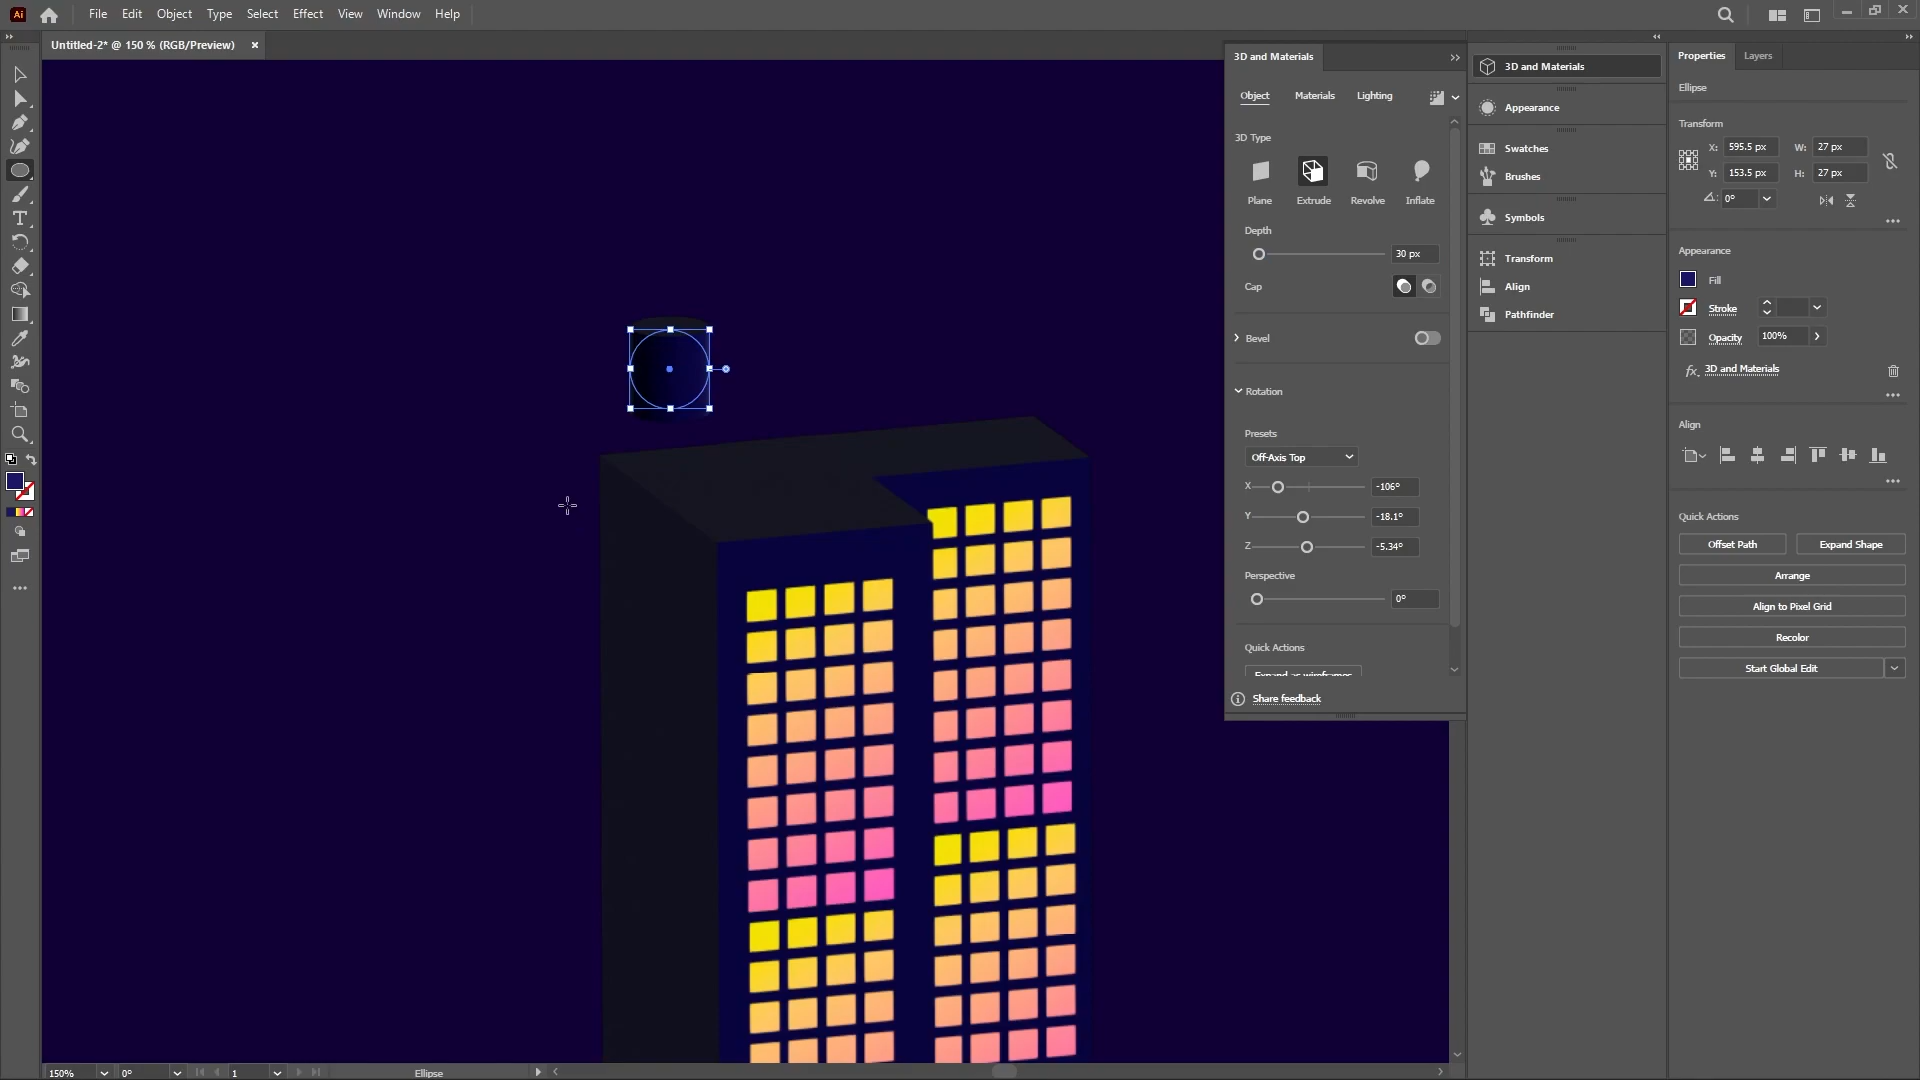 Ai File Edit Object Type Select Effect View Window Help
Untitled-2* @ 150 % (RGB/Preview) ×
3D and Materials
Object Materials Lighting
3D Type
Plane Extrude Revolve Inflate
Depth
30 px
Cap
Bevel
Rotation
Presets
Off-Axis Top
X -106°
Y -18.1°
Z -5.34°
Perspective
0°
Quick Actions
Expand as wireframes
Share feedback
3D and Materials
Appearance
Swatches
Brushes
Symbols
Transform
Align
Pathfinder
Properties Layers
Ellipse
Transform
X: 595.5 px W: 27 px
Y: 153.5 px H: 27 px
0°
Appearance
Fill
Stroke
Opacity 100%
fx 3D and Materials
Align
Quick Actions
Offset Path Expand Shape
Arrange
Align to Pixel Grid
Recolor
Start Global Edit
150% 0° 1 Ellipse